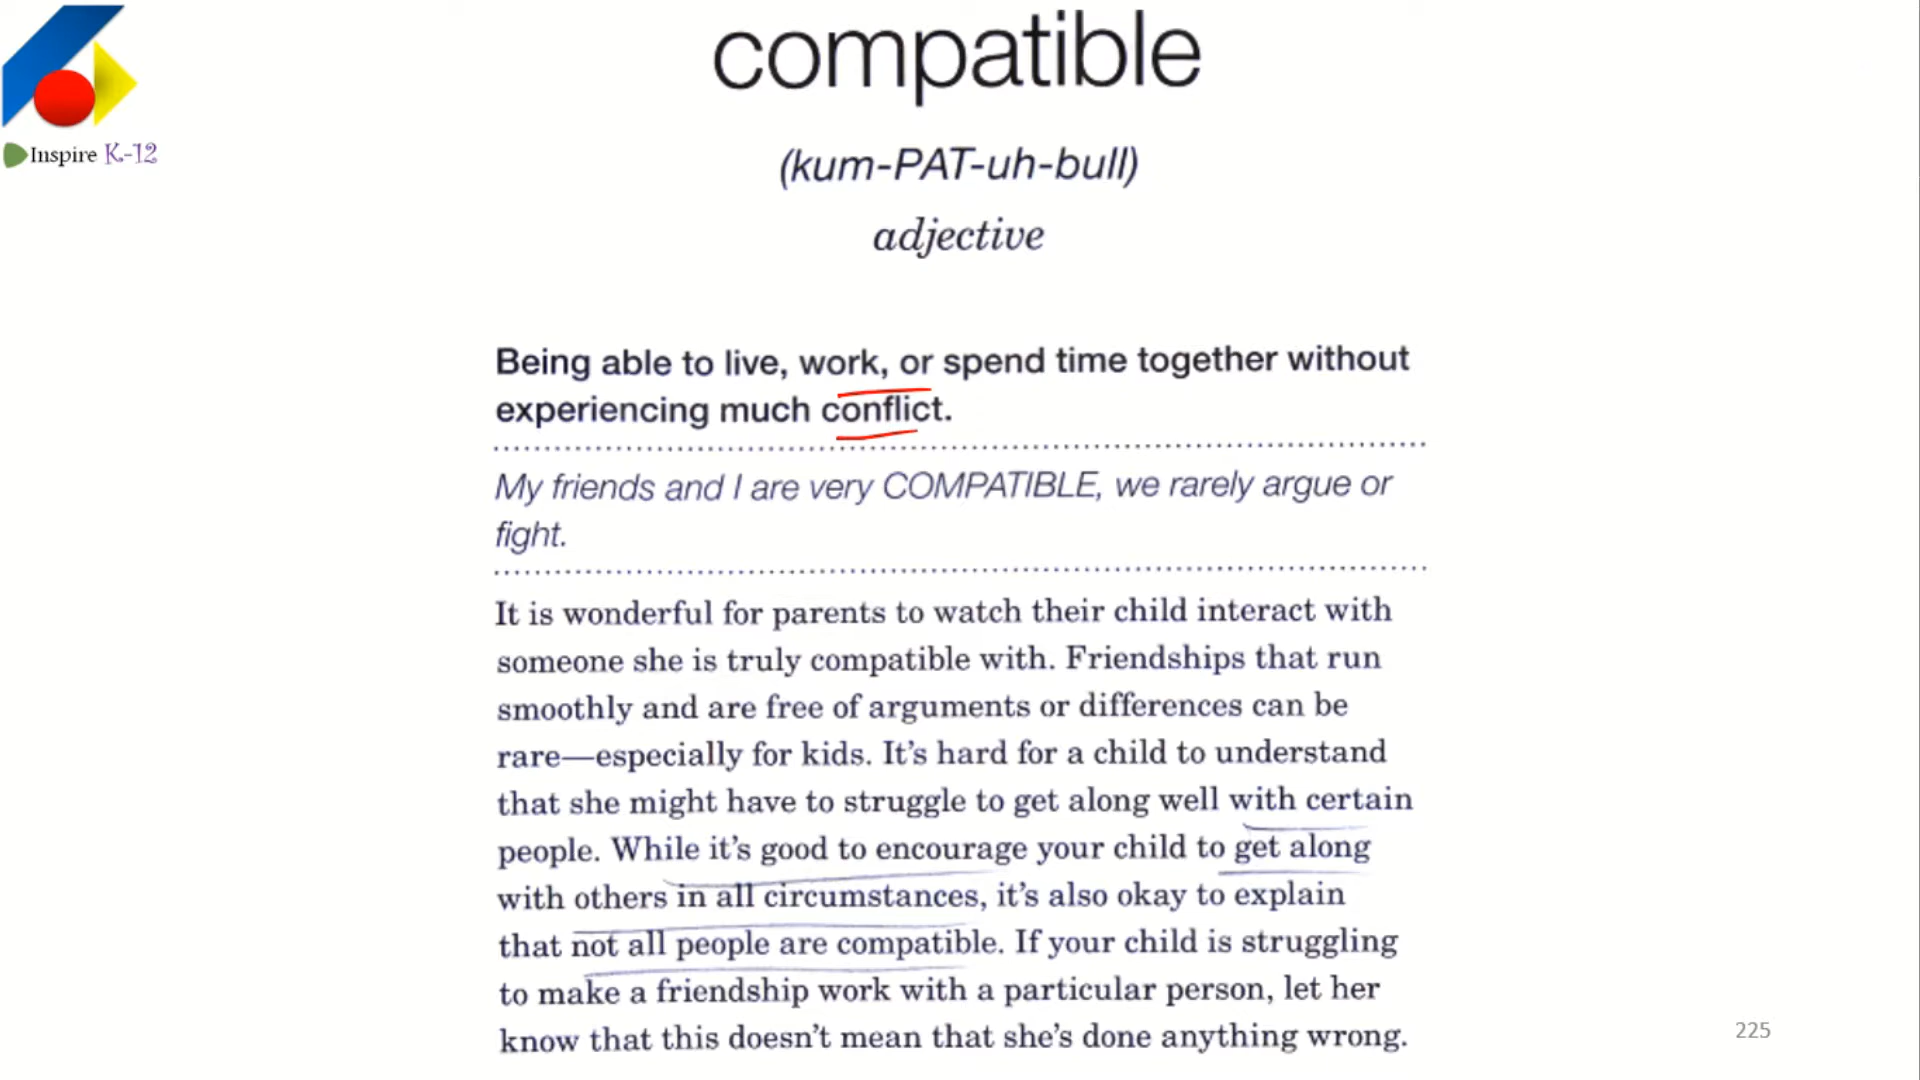 Inspire K-12
compatible
(kum-PAT-uh-bull)
adjective
Being able to live, work, or spend time together without
experiencing much conflict.
My friends and I are very COMPATIBLE, we rarely argue or
fight.
It is wonderful for parents to watch their child interact with
someone she is truly compatible with. Friendships that run
smoothly and are free of arguments or differences can be
rare—especially for kids. It's hard for a child to understand
that she might have to struggle to get along well with certain
people. While it's good to encourage your child to get along
with others in all circumstances, it's also okay to explain
that not all people are compatible. If your child is struggling
to make a friendship work with a particular person, let her
know that this doesn't mean that she's done anything wrong.
225